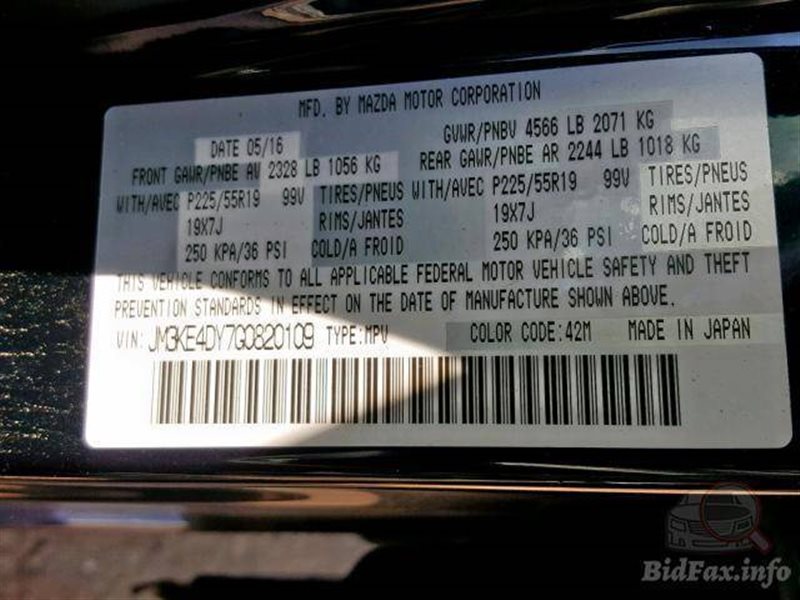 MFD. BY MAZDA MOTOR CORPORATION
DATE 05/16 GVWR/PNBV 4566 LB 2071 KG
FRONT GAWR/PNBE AV 2328 LB 1056 KG REAR GAWR/PNBE AR 2244 LB 1018 KG
WITH/AVEC P225/55R19 99V TIRES/PNEUS WITH/AVEC P225/55R19 99V TIRES/PNEUS
19X7J RIMS/JANTES 19X7J RIMS/JANTES
250 KPA/36 PSI COLD/A FROID 250 KPA/36 PSI COLD/A FROID
THIS VEHICLE CONFORMS TO ALL APPLICABLE FEDERAL MOTOR VEHICLE SAFETY AND THEFT
PREVENTION STANDARDS IN EFFECT ON THE DATE OF MANUFACTURE SHOWN ABOVE.
VIN: JM3KE4DY7G0820109 TYPE:MPV COLOR CODE:42M MADE IN JAPAN
BidFax.info